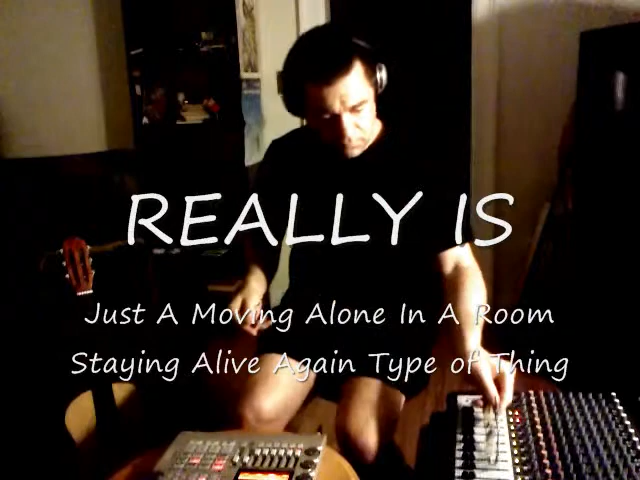 REALLY IS
Just A Moving Alone In A Room
Staying Alive Again Type of Thing